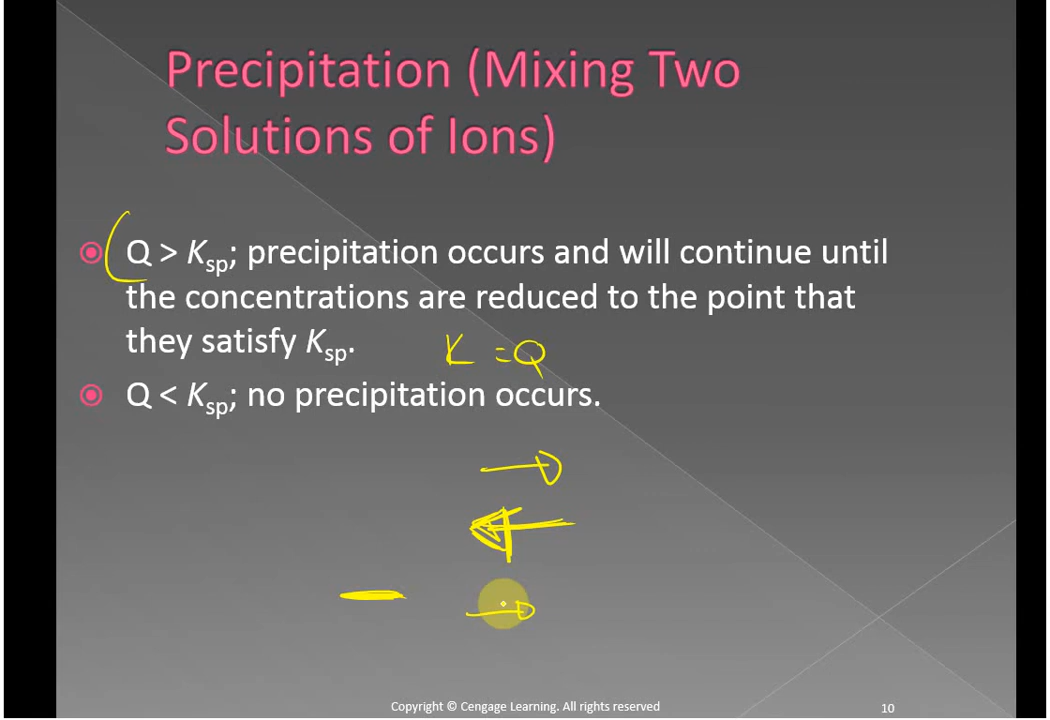 Precipitation (Mixing Two
Solutions of Ions)
Q > Ksp; precipitation occurs and will continue until
the concentrations are reduced to the point that
they satisfy Ksp.
K = Q
Q < Ksp; no precipitation occurs.
Copyright © Cengage Learning. All rights reserved
10